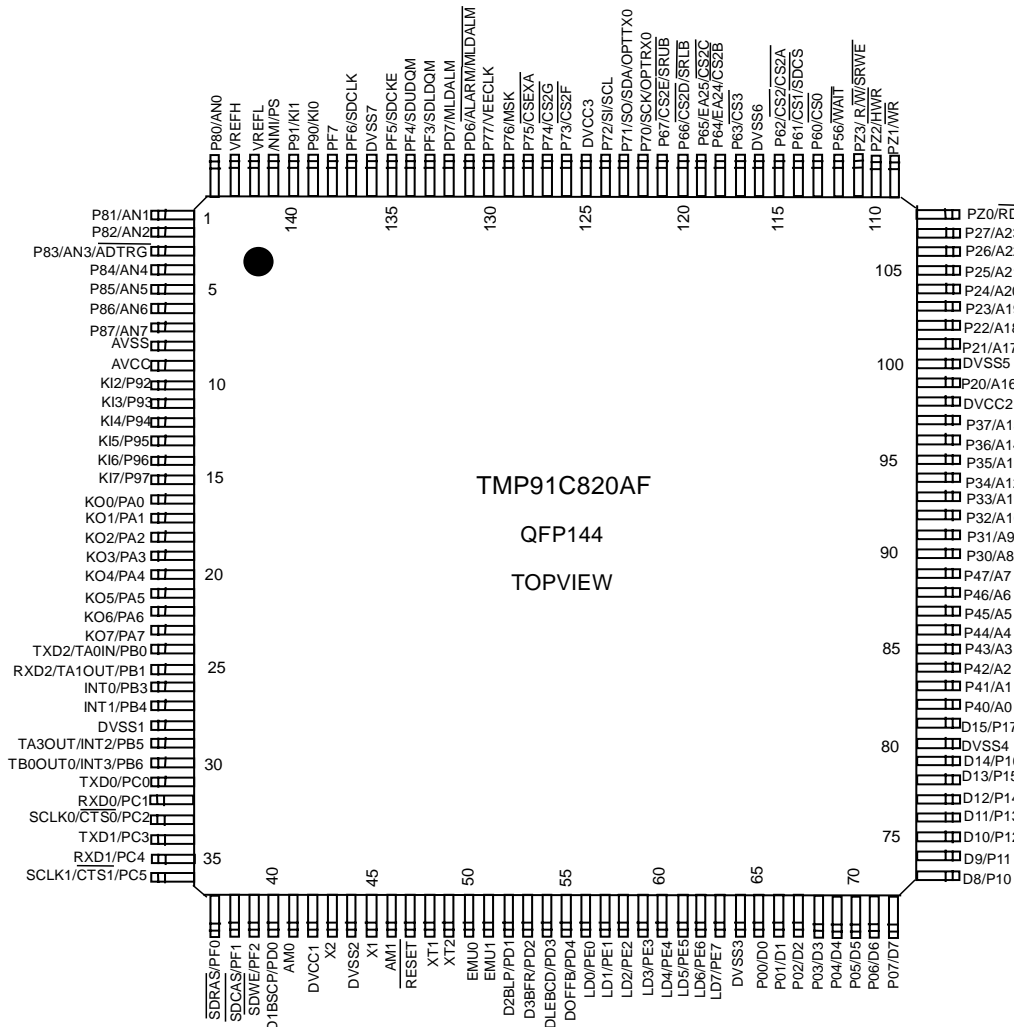 P80/AN0
VREFH
VREFL
/NMI/PS
P91/KI1
P90/KI0
PF7
PF6/SDCLK
DVSS7
PF5/SDCKE
PF4/SDUDQM
PF3/SDLDQM
PD7/MLDALM
PD6/ALARM/MLDALM
P77/VEECLK
P76/MSK
P75/CSEXA
P74/CS2G
P73/CS2F
DVCC3
P72/SI/SCL
P71/SO/SDA/OPTTX0
P70/SCK/OPTRX0
P67/CS2E/SRUB
P66/CS2D/SRLB
P65/EA25/CS2C
P64/EA24/CS2B
P63/CS3
DVSS6
P62/CS2/CS2A
P61/CS1/SDCS
P60/CS0
P56/WAIT
PZ3/ R/W/SRWE
PZ2/HWR
PZ1/WR
140
135
130
125
120
115
110
P81/AN1
P82/AN2
P83/AN3/ADTRG
P84/AN4
P85/AN5
P86/AN6
P87/AN7
AVSS
AVCC
KI2/P92
KI3/P93
KI4/P94
KI5/P95
KI6/P96
KI7/P97
KO0/PA0
KO1/PA1
KO2/PA2
KO3/PA3
KO4/PA4
KO5/PA5
KO6/PA6
KO7/PA7
TXD2/TA0IN/PB0
RXD2/TA1OUT/PB1
INT0/PB3
INT1/PB4
DVSS1
TA3OUT/INT2/PB5
TB0OUT0/INT3/PB6
TXD0/PC0
RXD0/PC1
SCLK0/CTS0/PC2
TXD1/PC3
RXD1/PC4
SCLK1/CTS1/PC5
1
5
10
15
20
25
30
35
TMP91C820AF
QFP144
TOPVIEW
105
100
95
90
85
80
75
PZ0/RD
P27/A23
P26/A22
P25/A2
P24/A20
P23/A19
P22/A18
P21/A17
DVSS5
P20/A16
DVCC2
P37/A1
P36/A14
P35/A1
P34/A12
P33/A1
P32/A1
P31/A9
P30/A8
P47/A7
P46/A6
P45/A5
P44/A4
P43/A3
P42/A2
P41/A1
P40/A0
D15/P17
DVSS4
D14/P16
D13/P15
D12/P14
D11/P13
D10/P12
D9/P11
D8/P10
40
45
50
55
60
65
70
SDRAS/PF0
SDCAS/PF1
SDWE/PF2
D1BSCP/PD0
AM0
DVCC1
X2
DVSS2
X1
AM1
RESET
XT1
XT2
EMU0
EMU1
D2BLP/PD1
D3BFR/PD2
DLEBCD/PD3
DOFFB/PD4
LD0/PE0
LD1/PE1
LD2/PE2
LD3/PE3
LD4/PE4
LD5/PE5
LD6/PE6
LD7/PE7
DVSS3
P00/D0
P01/D1
P02/D2
P03/D3
P04/D4
P05/D5
P06/D6
P07/D7